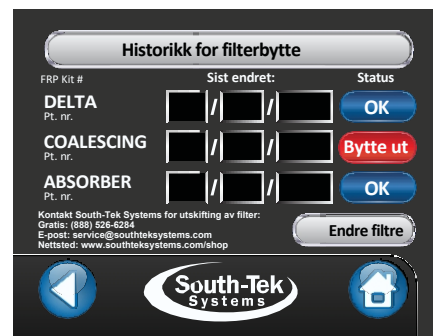 Historikk for filterbytte
FRP Kit # Sist endret: Status
DELTA / / OK
Pt. nr.
COALESCING / / Bytte ut
Pt. nr.
ABSORBER / / OK
Pt. nr.
Kontakt South-Tek Systems for utskifting av filter:
Gratis: (888) 526-6284
E-post: service@southteksystems.com
Nettsted: www.southteksystems.com/shop
Endre filtre
South-Tek
Systems